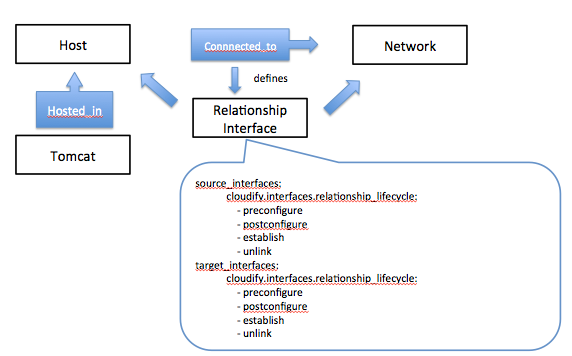 Host
Connnected_to
Network
defines
Hosted_in
Relationship
Interface
Tomcat
source_interfaces:
cloudify.interfaces.relationship_lifecycle:
- preconfigure
- postconfigure
- establish
- unlink
target_interfaces:
cloudify.interfaces.relationship_lifecycle:
- preconfigure
- postconfigure
- establish
- unlink